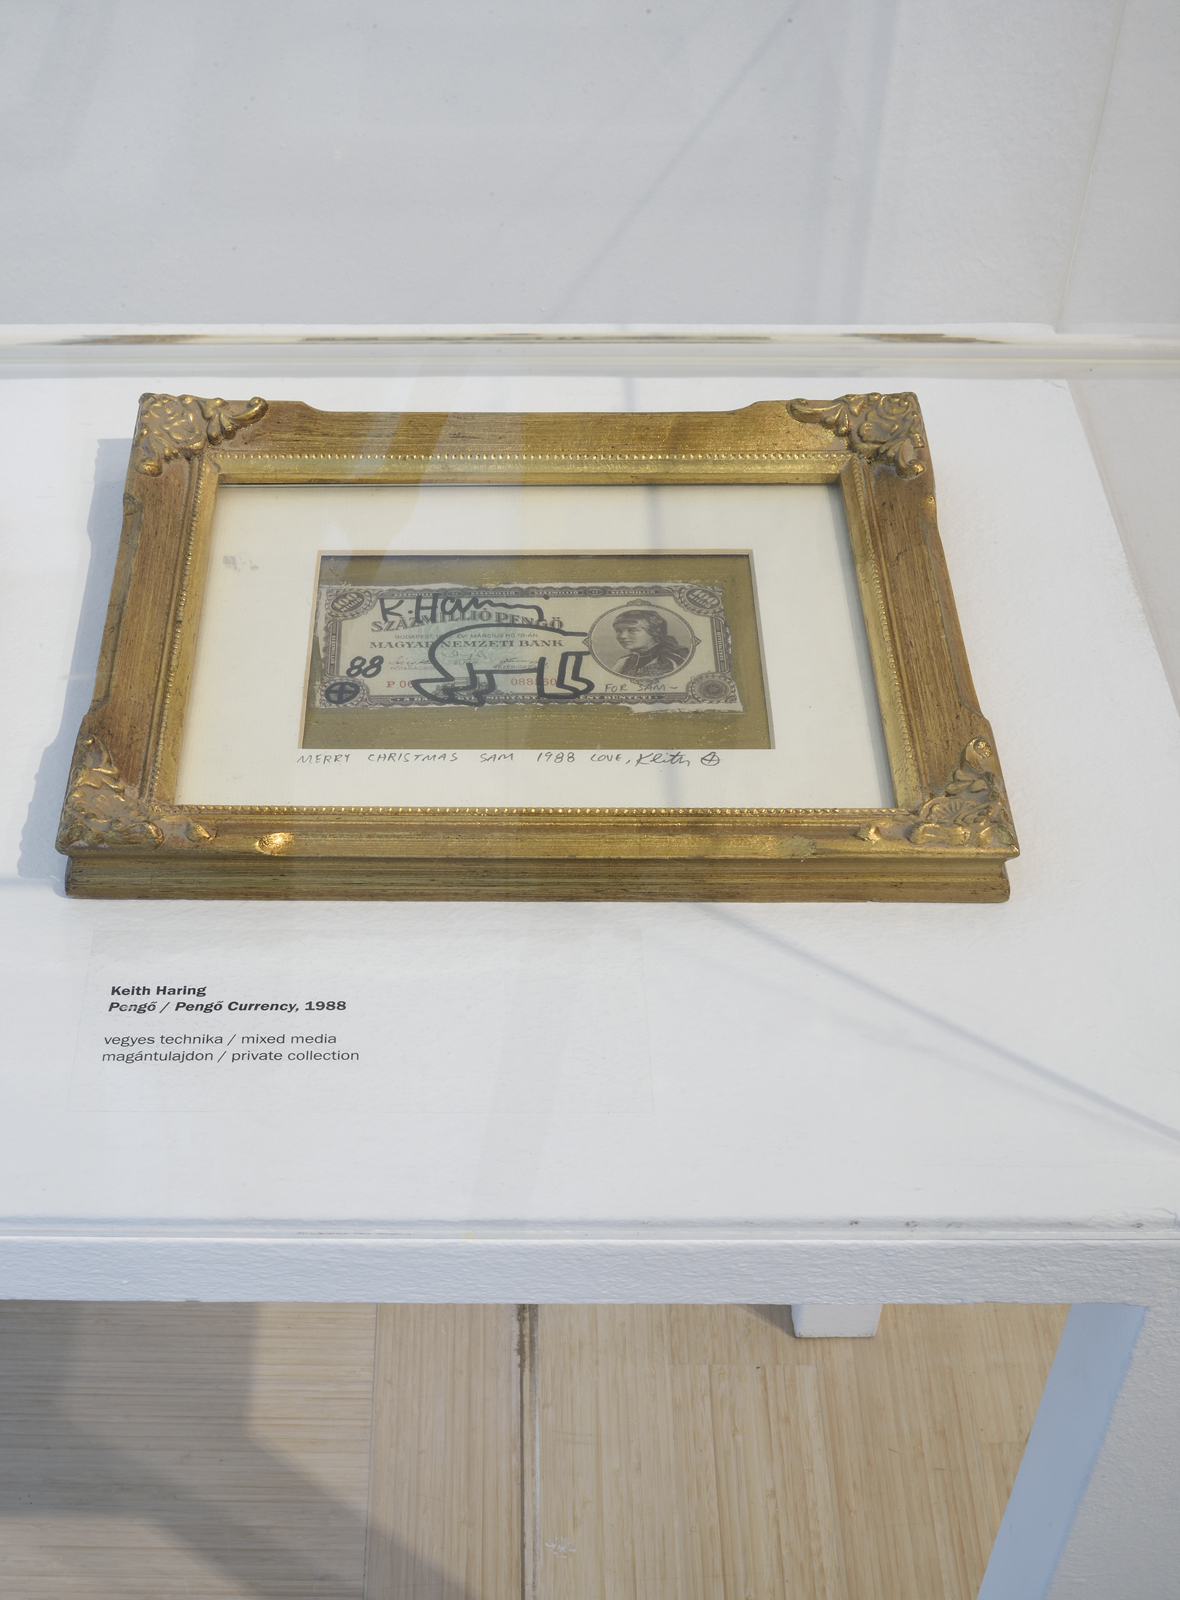 K. Haring
SZÁZMILLIÓ PENGŐ
MAGYAR NEMZETI BANK
88
FOR SAM~
MERRY CHRISTMAS SAM 1988 LOVE, Keith
Keith Haring
Pengő / Pengő Currency, 1988
vegyes technika / mixed media
magántulajdon / private collection